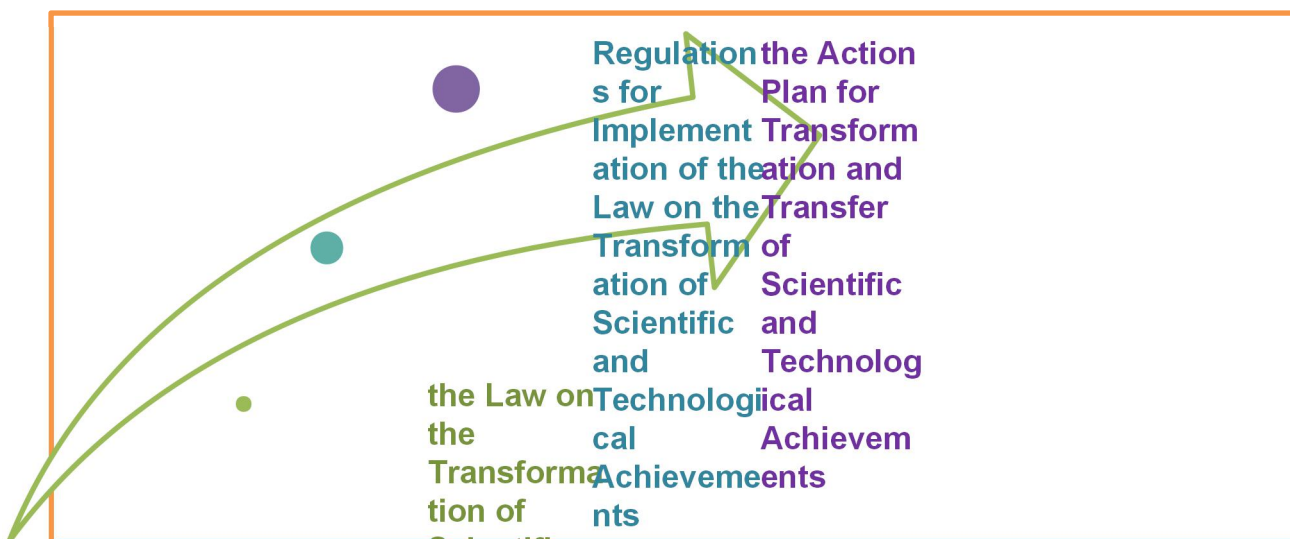 Regulation
s for
Implement
ation of the
Law on the
Transform
ation of
Scientific
and
Technologi
cal
Achieveme
nts
the Action
Plan for
Transform
ation and
Transfer
of
Scientific
and
Technolog
ical
Achievem
ents
the Law on
the
Transforma
tion of